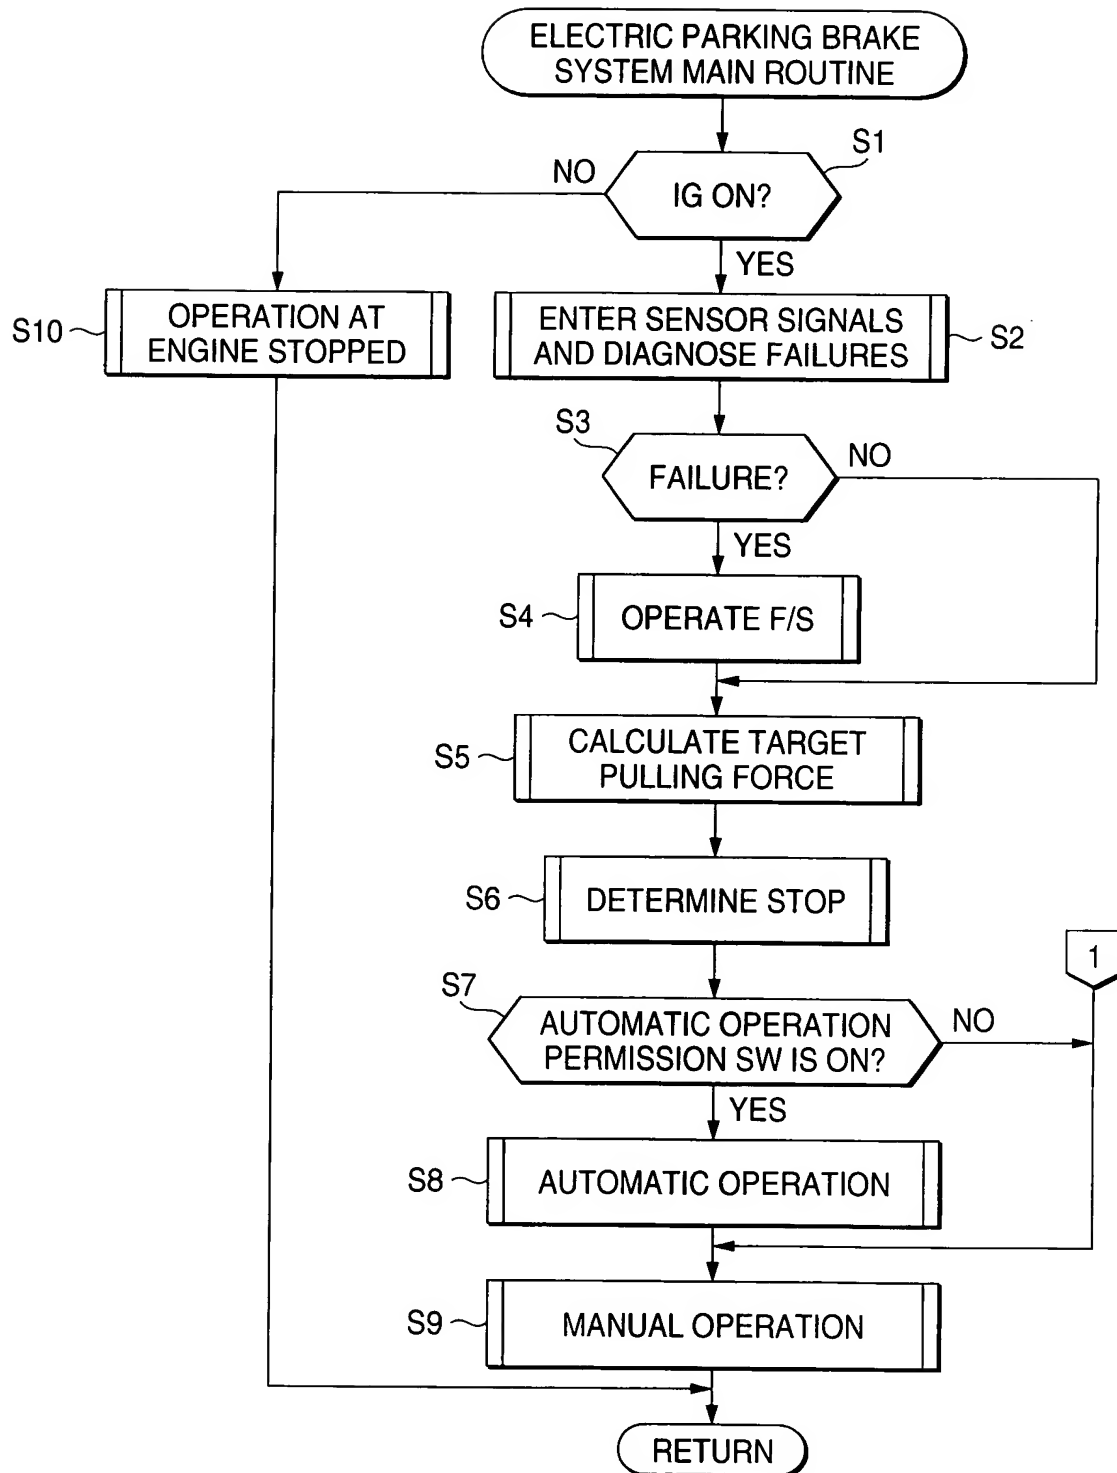 ELECTRIC PARKING BRAKE
SYSTEM MAIN ROUTINE
S1
NO
IG ON?
YES
S10
OPERATION AT
ENGINE STOPPED
ENTER SENSOR SIGNALS
AND DIAGNOSE FAILURES
S2
S3
NO
FAILURE?
YES
S4
OPERATE F/S
S5
CALCULATE TARGET
PULLING FORCE
S6
DETERMINE STOP
1
S7
AUTOMATIC OPERATION
PERMISSION SW IS ON?
NO
YES
S8
AUTOMATIC OPERATION
S9
MANUAL OPERATION
RETURN